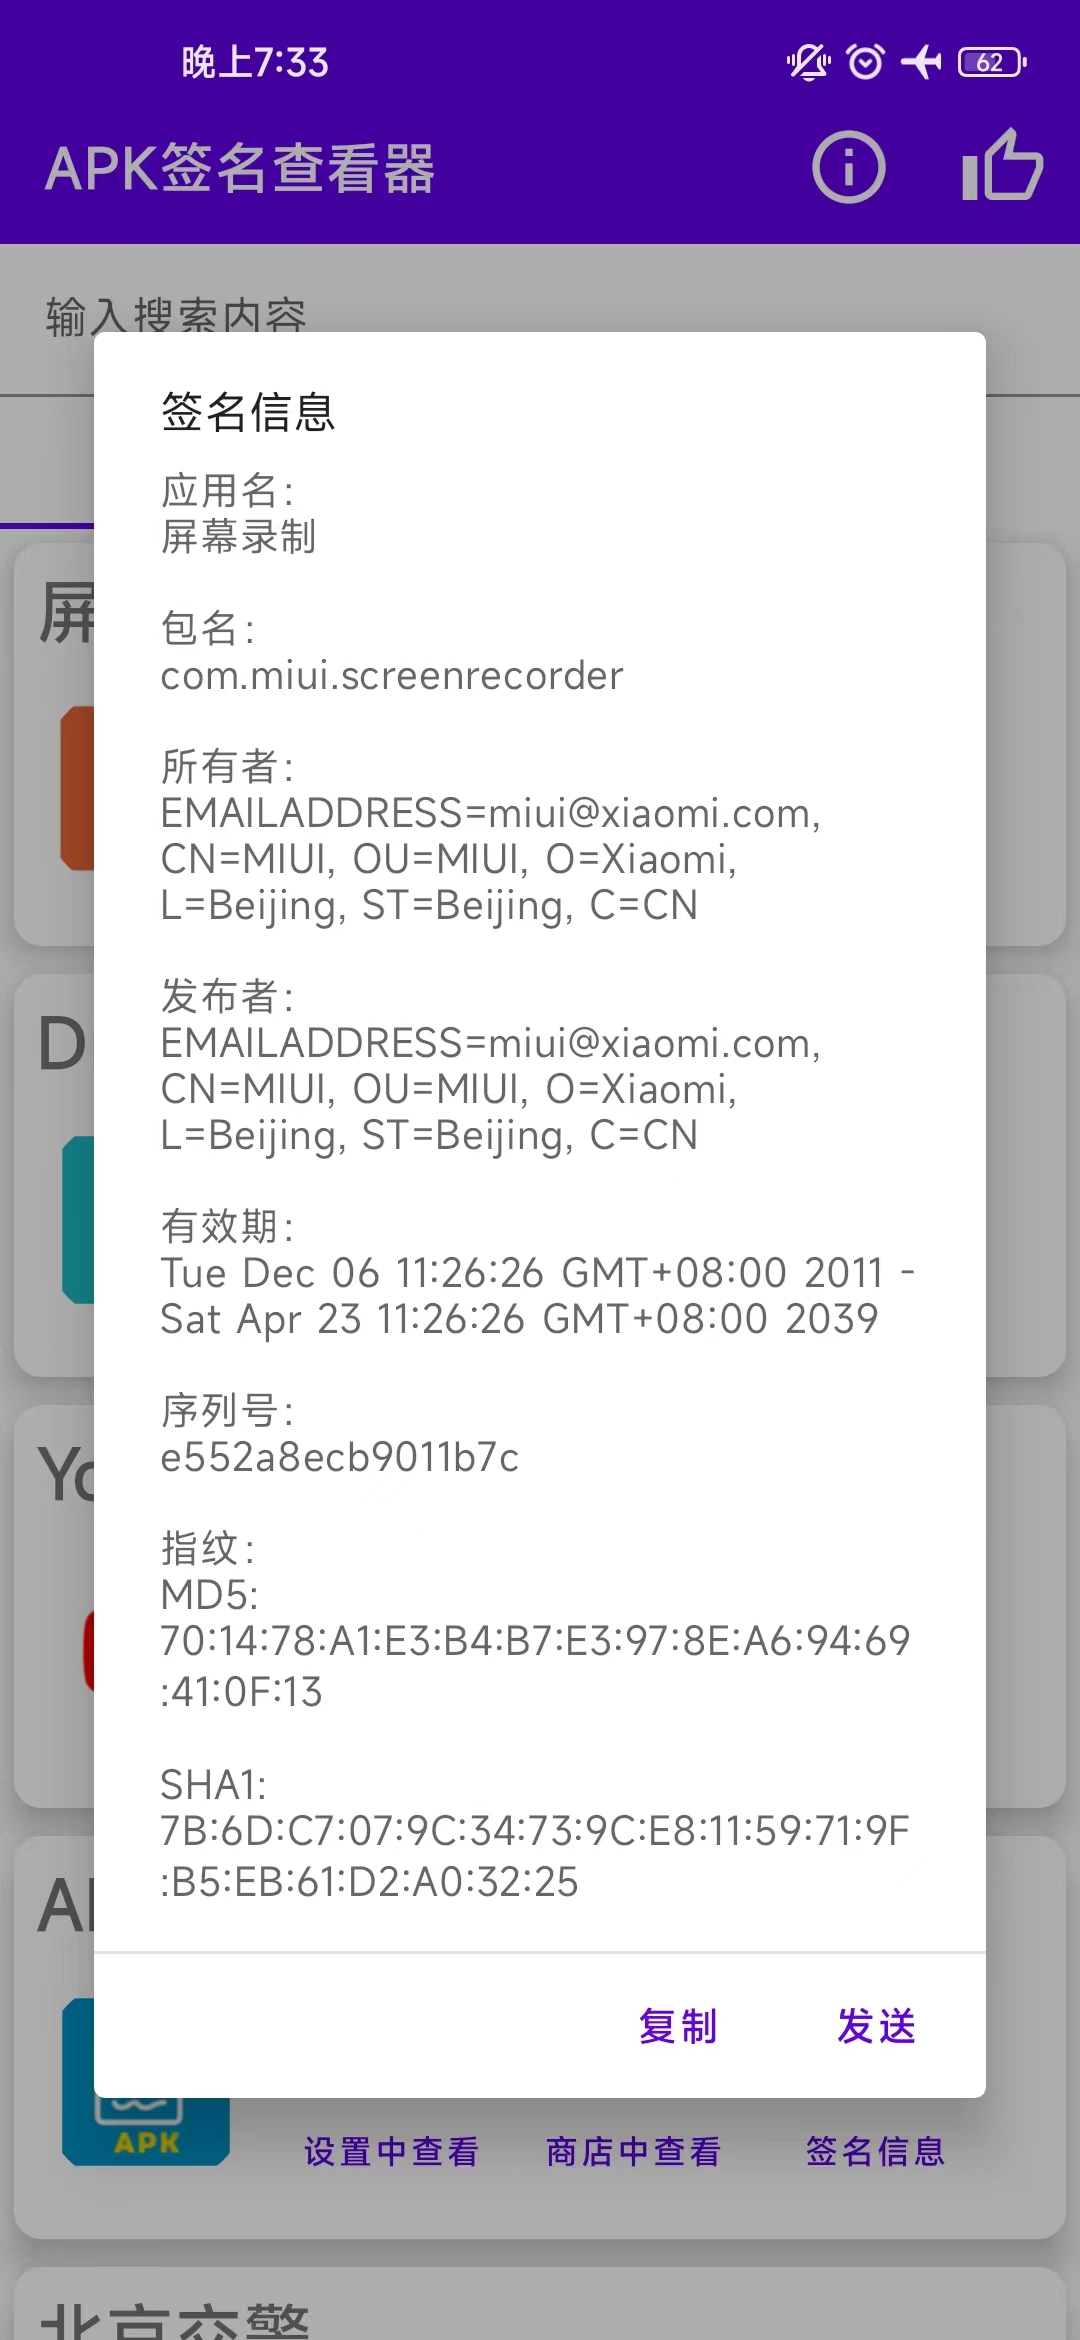 晚上7:33
62
APK签名查看器
输入搜索内容
签名信息
应用名:
屏幕录制
包名:
com.miui.screenrecorder
所有者:
EMAILADDRESS=miui@xiaomi.com,
CN=MIUI, OU=MIUI, O=Xiaomi,
L=Beijing, ST=Beijing, C=CN
发布者:
EMAILADDRESS=miui@xiaomi.com,
CN=MIUI, OU=MIUI, O=Xiaomi,
L=Beijing, ST=Beijing, C=CN
有效期:
Tue Dec 06 11:26:26 GMT+08:00 2011 -
Sat Apr 23 11:26:26 GMT+08:00 2039
序列号:
e552a8ecb9011b7c
指纹:
MD5:
70:14:78:A1:E3:B4:B7:E3:97:8E:A6:94:69
:41:0F:13
SHA1:
7B:6D:C7:07:9C:34:73:9C:E8:11:59:71:9F
:B5:EB:61:D2:A0:32:25
复制 发送
APK
设置中查看 商店中查看 签名信息
北京交警